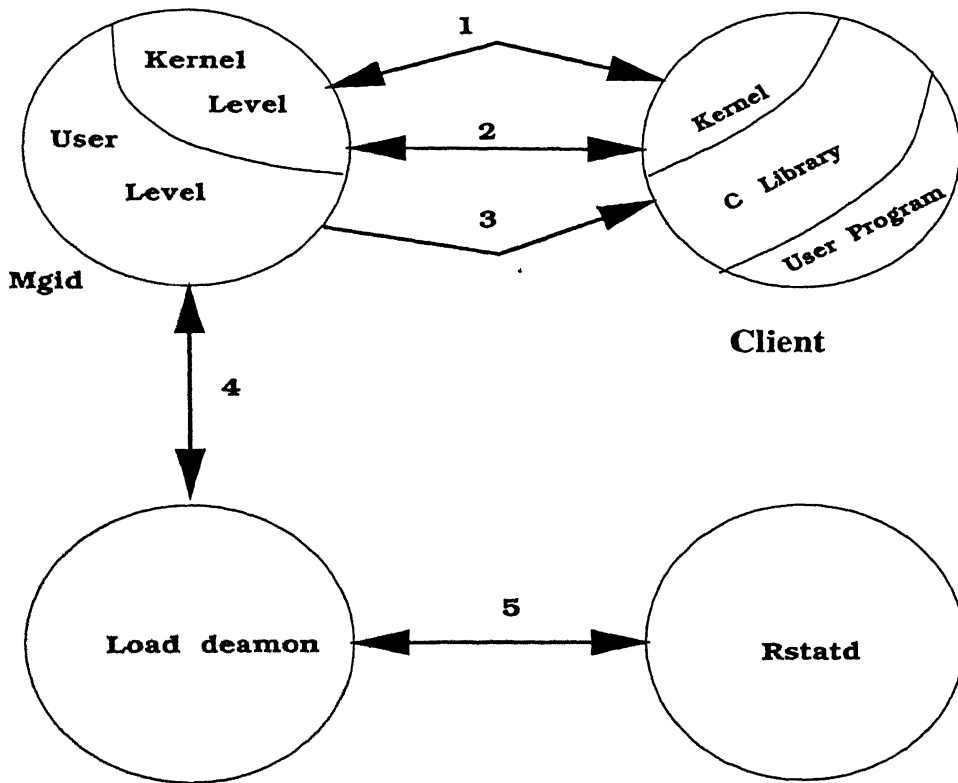 1
Kernel
Level
User
Level
2
3
Kernel
C Library
User Program
Mgid
Client
4
5
Load deamon
Rstatd